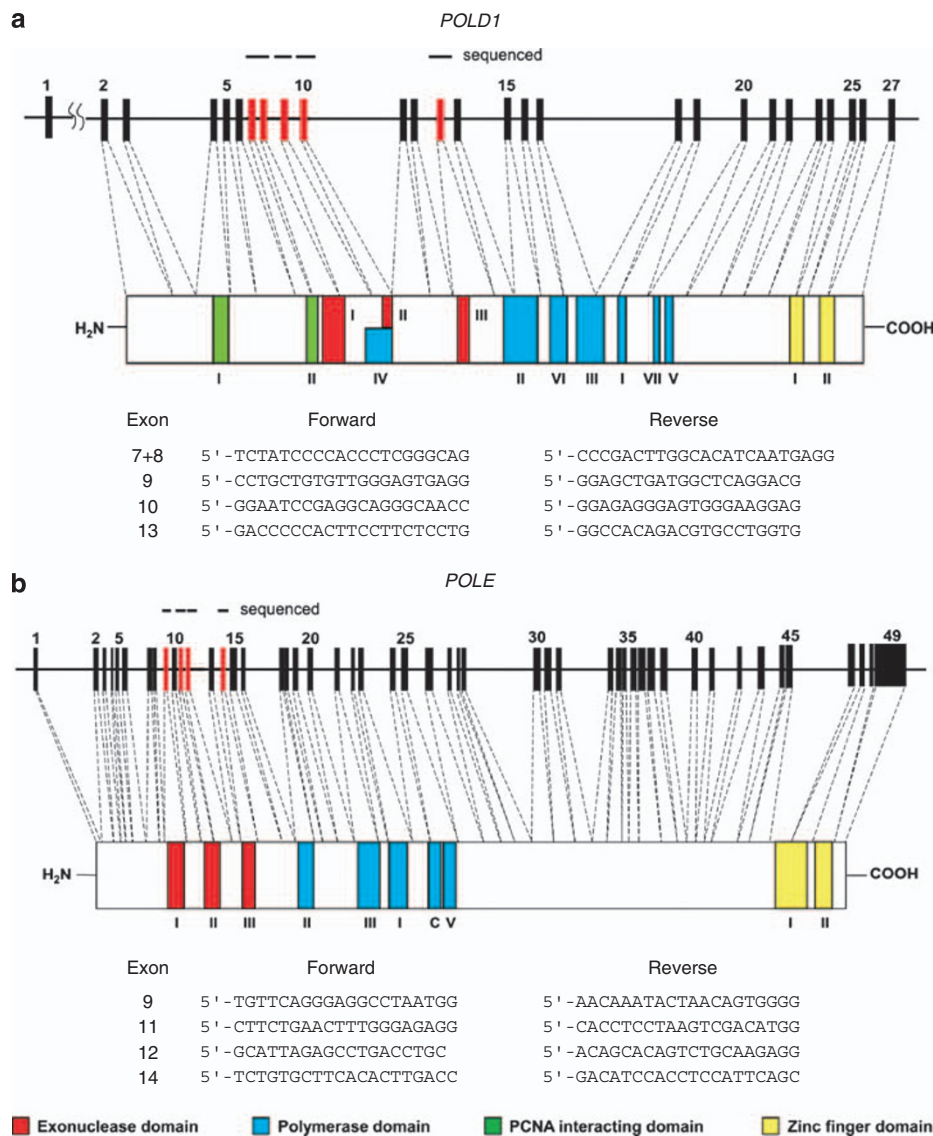 a
POLD1
sequenced
1 2 5 10 15 20 25 27
H2N COOH
I II III
I II IV II VI III I VII V I II
Exon Forward Reverse
7+8 5'-TCTATCCCCACCCTCGGGCAG 5'-CCCGACTTGGCACATCAATGAGG
9 5'-CCTGCTGTGTTGGGAGTGAGG 5'-GGAGCTGATGGCTCAGGACG
10 5'-GGAATCCGAGGCAGGGCAACC 5'-GGAGAGGGAGTGGGAAGGAG
13 5'-GACCCCCACTTCCTTCTCCTG 5'-GGCCACAGACGTGCCTGGTG
b
POLE
sequenced
1 2 5 10 15 20 25 30 35 40 45 49
H2N COOH
I II III II III I C V I II
Exon Forward Reverse
9 5'-TGTTCAGGGAGGCCTAATGG 5'-AACAAATACTAACAGTGGGG
11 5'-CTTCTGAACTTTGGGAGAGG 5'-CACCTCCTAAGTCGACATGG
12 5'-GCATTAGAGCCTGACCTGC 5'-ACAGCACAGTCTGCAAGAGG
14 5'-TCTGTGCTTCACACTTGACC 5'-GACATCCACCTCCATTCAGC
Exonuclease domain Polymerase domain PCNA interacting domain Zinc finger domain